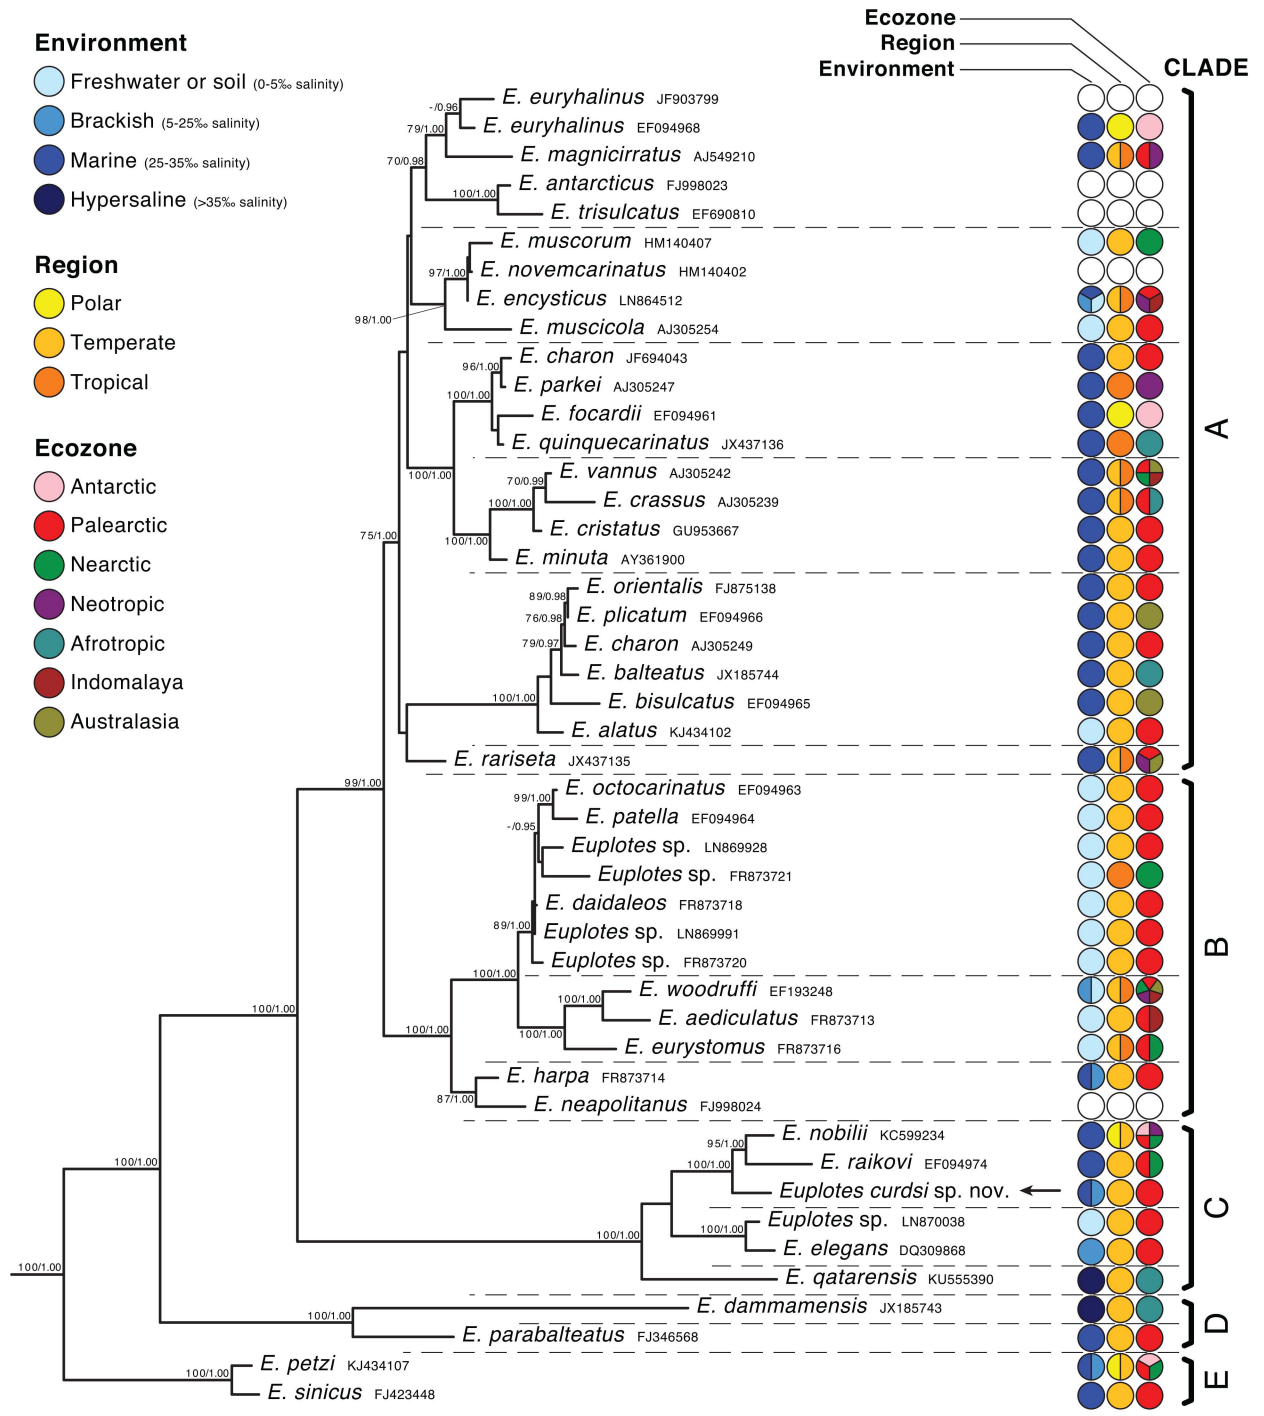 Ecozone
Region
Environment
CLADE
Environment
Freshwater or soil (0-5‰ salinity)
Brackish (5-25‰ salinity)
Marine (25-35‰ salinity)
Hypersaline (>35‰ salinity)
Region
Polar
Temperate
Tropical
Ecozone
Antarctic
Palearctic
Nearctic
Neotropic
Afrotropic
Indomalaya
Australasia
E. euryhalinus JF903799
-/0.96
E. euryhalinus EF094968
79/1.00
E. magnicirratus AJ549210
70/0.98
E. antarcticus FJ998023
100/1.00
E. trisulcatus EF690810
E. muscorum HM140407
E. novemcarinatus HM140402
97/1.00
E. encysticus LN864512
98/1.00
E. muscicola AJ305254
E. charon JF694043
96/1.00
E. parkei AJ305247
100/1.00
E. focardii EF094961
E. quinquecarinatus JX437136
100/1.00
E. vannus AJ305242
70/0.99
E. crassus AJ305239
100/1.00
E. cristatus GU953667
100/1.00
75/1.00
E. minuta AY361900
E. orientalis FJ875138
89/0.98
E. plicatum EF094966
76/0.98
E. charon AJ305249
79/0.97
E. balteatus JX185744
E. bisulcatus EF094965
100/1.00
E. alatus KJ434102
E. rariseta JX437135
A
99/1.00
E. octocarinatus EF094963
99/1.00
E. patella EF094964
-/0.95
Euplotes sp. LN869928
Euplotes sp. FR873721
E. daidaleos FR873718
89/1.00
Euplotes sp. LN869991
Euplotes sp. FR873720
100/1.00
E. woodruffi EF193248
100/1.00
E. aediculatus FR873713
100/1.00
E. eurystomus FR873716
100/1.00
E. harpa FR873714
87/1.00
E. neapolitanus FJ998024
B
100/1.00
E. nobilii KC599234
95/1.00
E. raikovi EF094974
100/1.00
Euplotes curdsi sp. nov.
Euplotes sp. LN870038
100/1.00
E. elegans DQ309868
100/1.00
E. qatarensis KU555390
C
100/1.00
E. dammamensis JX185743
100/1.00
E. parabalteatus FJ346568
D
100/1.00
E. petzi KJ434107
100/1.00
E. sinicus FJ423448
E